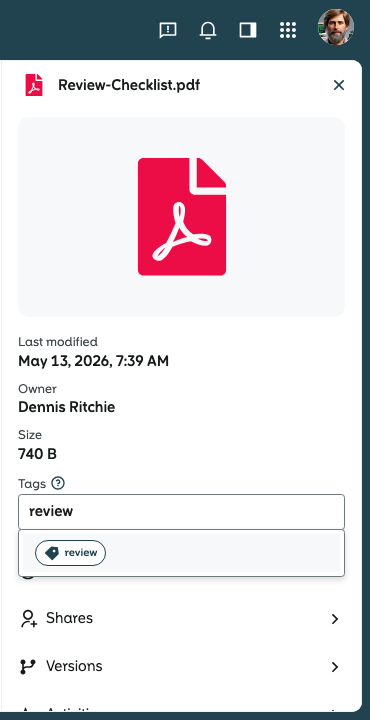 Review-Checklist.pdf
Last modified
May 13, 2026, 7:39 AM
Owner
Dennis Ritchie
Size
740 B
Tags
review
review
Shares
Versions